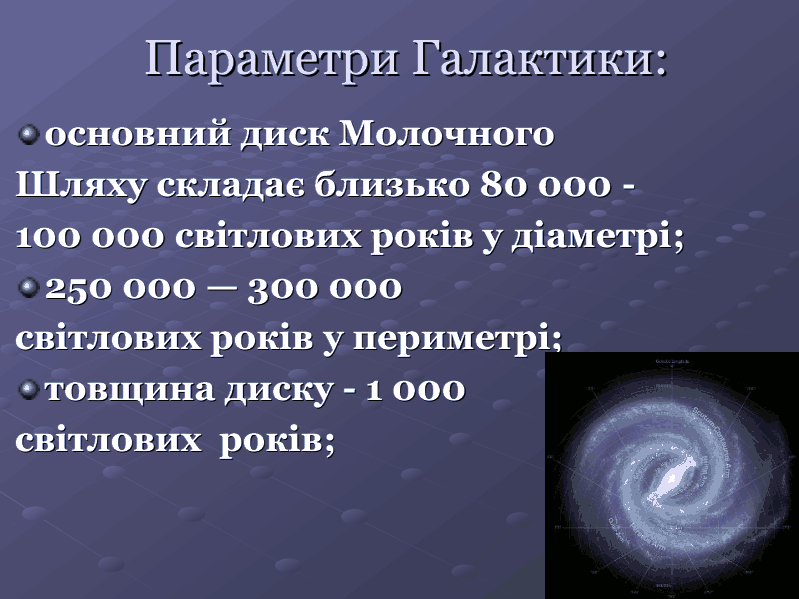 Параметри Галактики:
основний диск Молочного
Шляху складає близько 80 000 -
100 000 світлових років у діаметрі;
250 000 — 300 000
світлових років у периметрі;
товщина диску - 1 000
світлових  років;